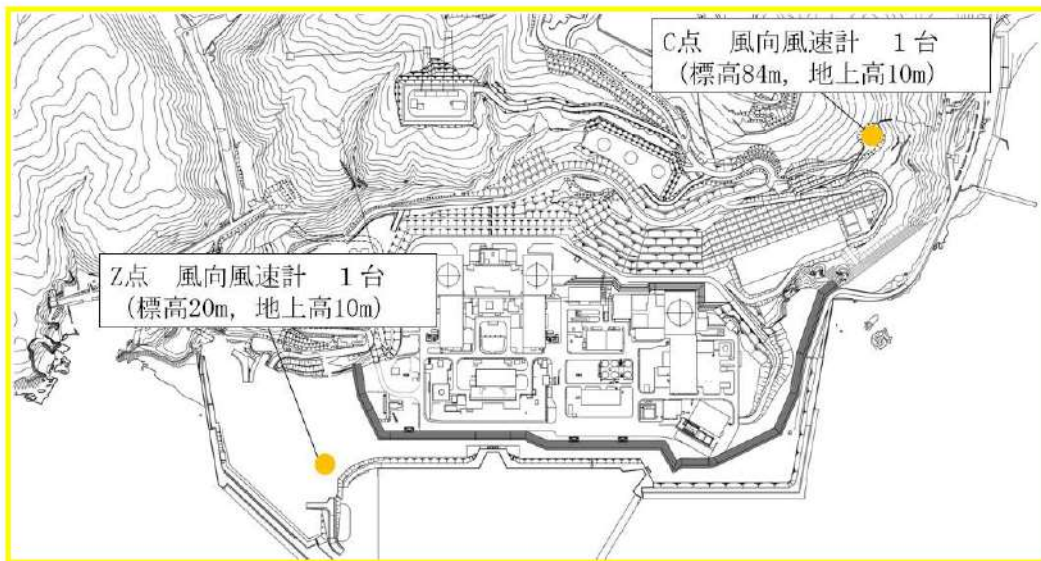 C点 風向風速計 1台
(標高84m, 地上高10m)
Z点 風向風速計 1台
(標高20m, 地上高10m)